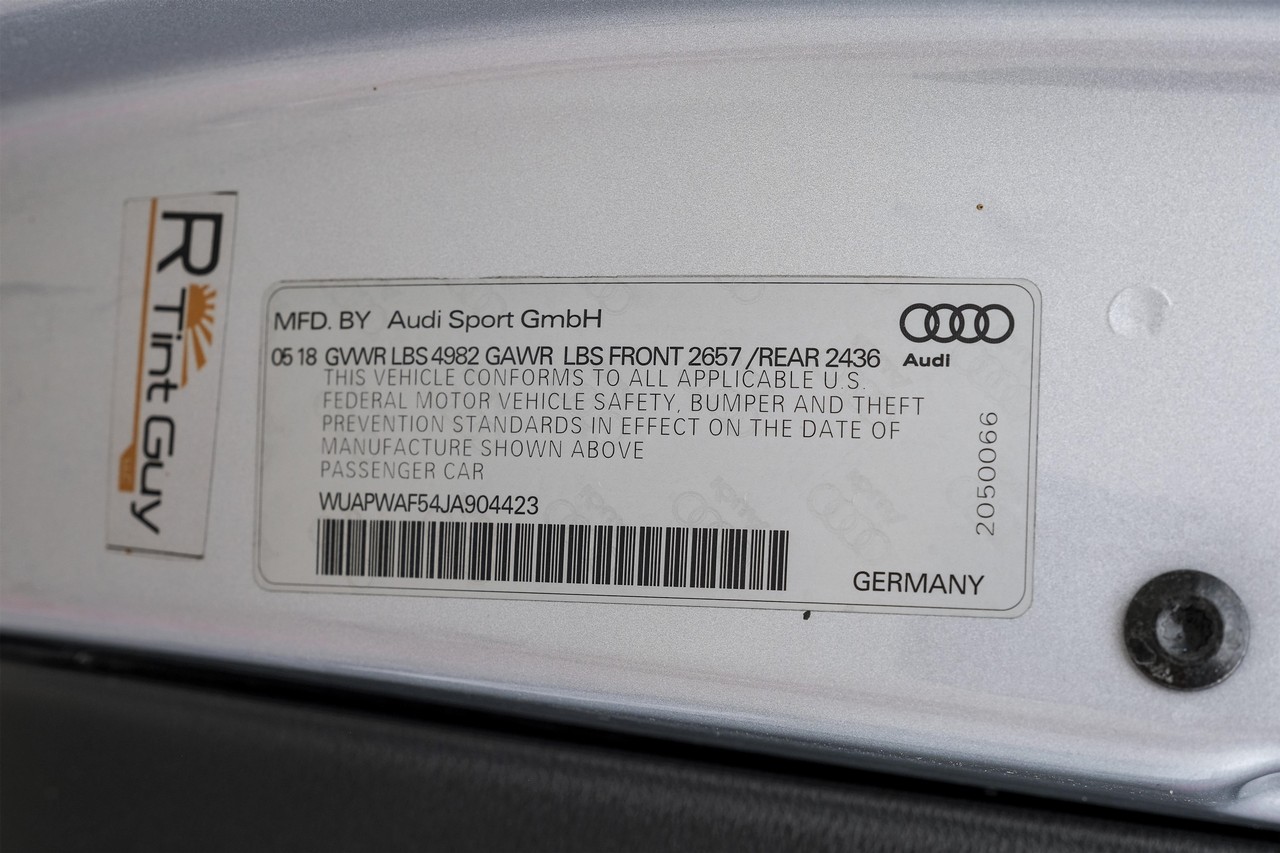 R Tint Guy
MFD. BY Audi Sport GmbH
Audi
05 18 GVWR LBS 4982 GAWR LBS FRONT 2657 /REAR 2436
THIS VEHICLE CONFORMS TO ALL APPLICABLE U.S.
FEDERAL MOTOR VEHICLE SAFETY, BUMPER AND THEFT
PREVENTION STANDARDS IN EFFECT ON THE DATE OF
MANUFACTURE SHOWN ABOVE
PASSENGER CAR
WUAPWAF54JA904423
GERMANY
2050066